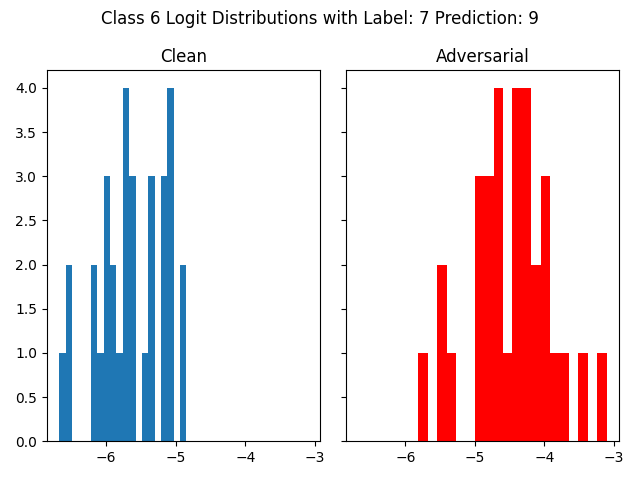 Class 6 Logit Distributions with Label: 7 Prediction: 9
Clean
Adversarial
4.0
3.5
3.0
2.5
2.0
1.5
1.0
0.5
0.0
−6 −5 −4 −3
−6 −5 −4 −3